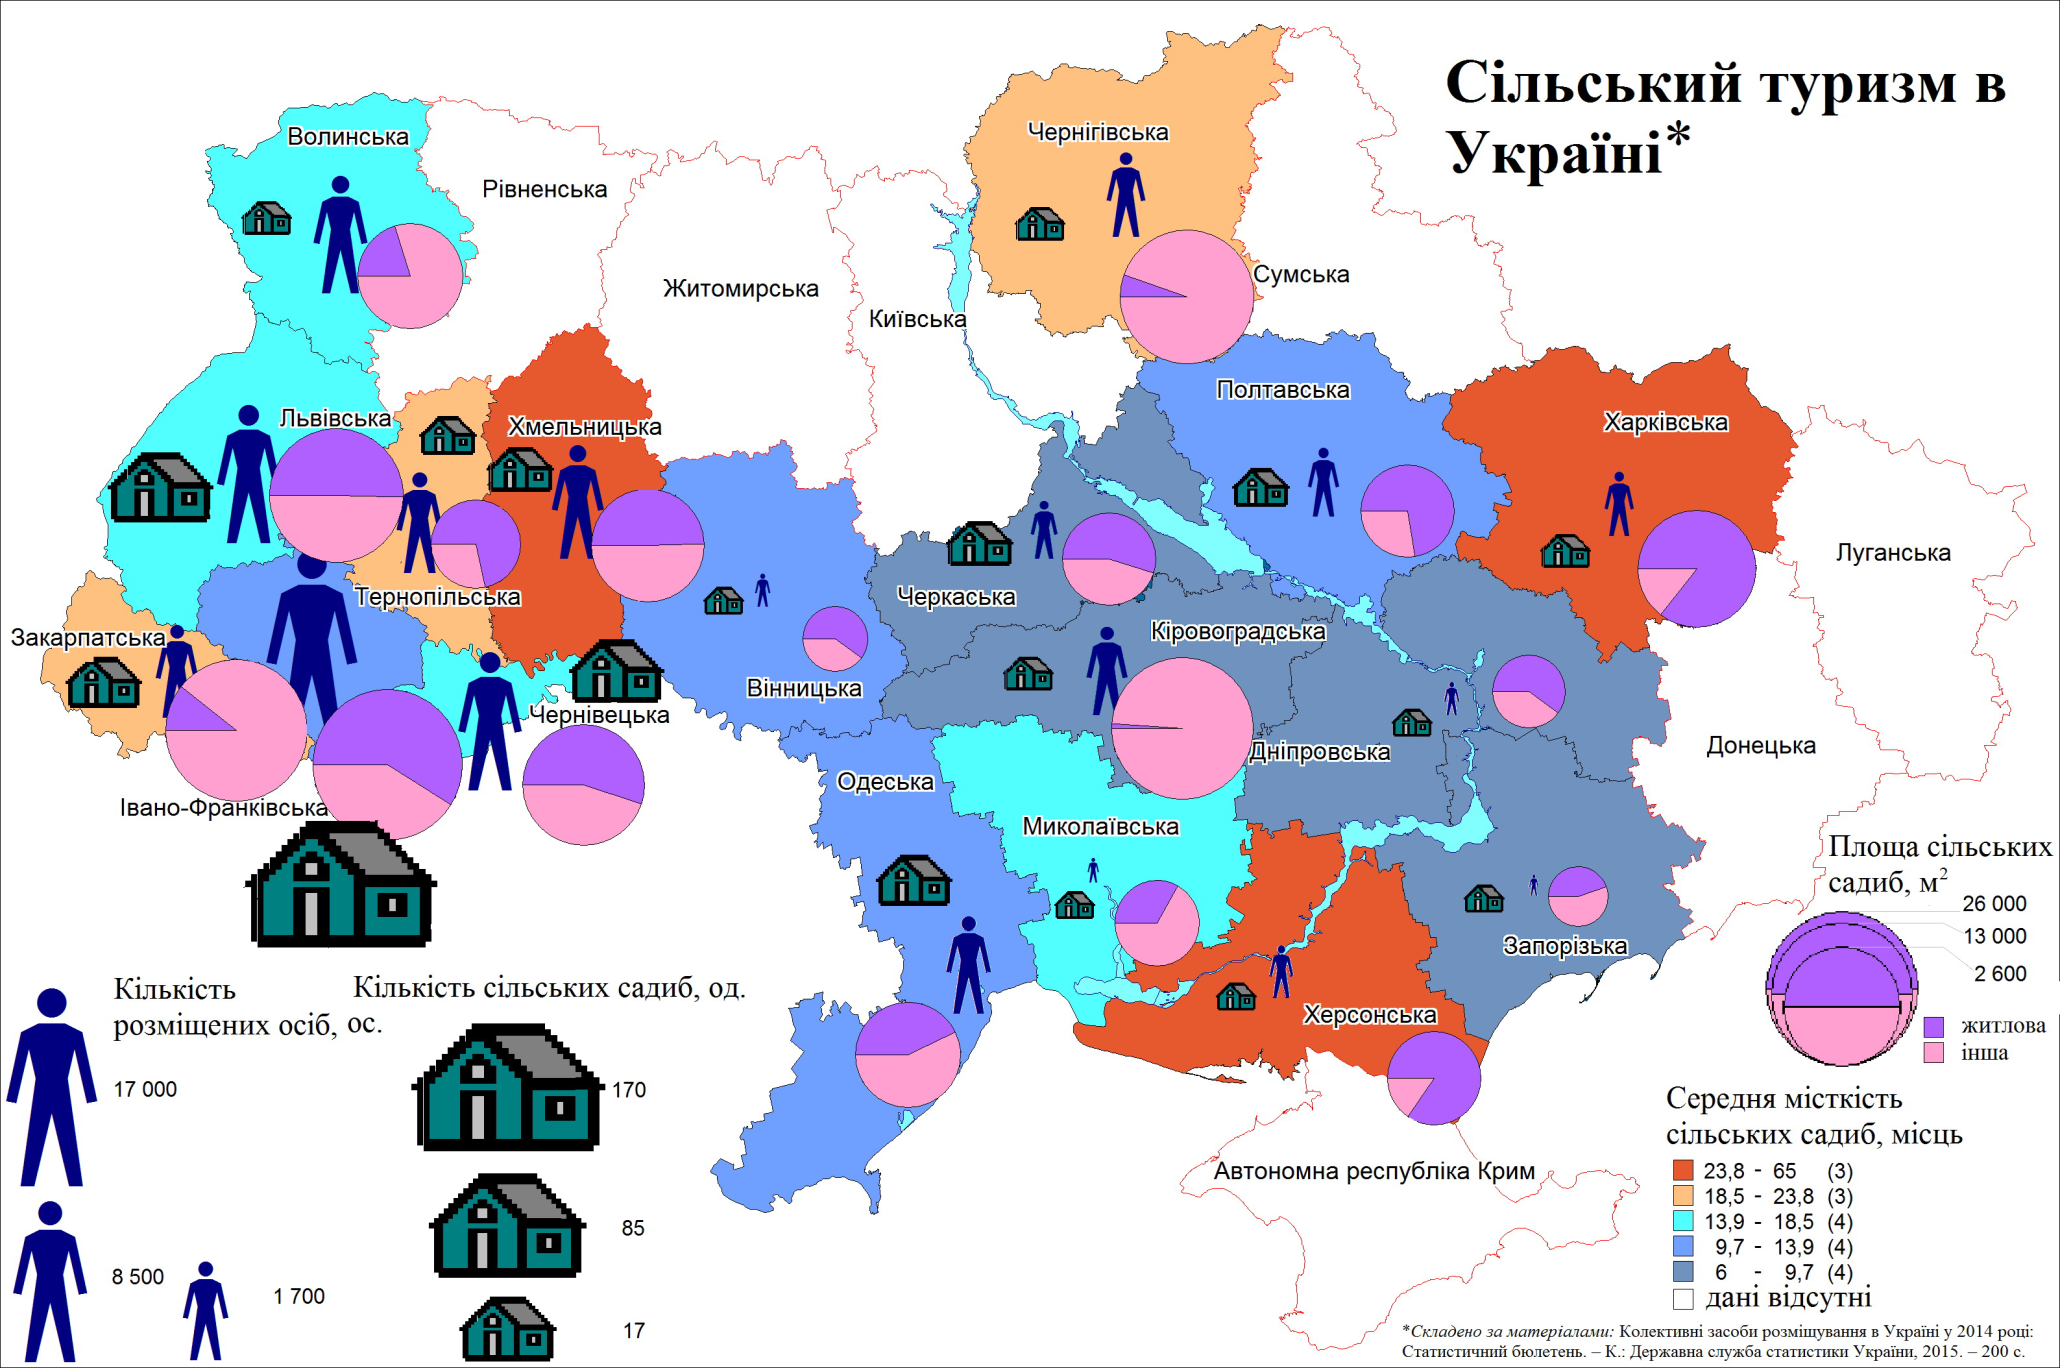 Сільський туризм в
Україні*
Волинська
Рівненська
Житомирська
Київська
Чернігівська
Сумська
Львівська
Хмельницька
Полтавська
Харківська
Луганська
Тернопільська
Закарпатська
Черкаська
Кіровоградська
Вінницька
Чернівецька
Дніпровська
Донецька
Івано-Франківська
Одеська
Миколаївська
Запорізька
Херсонська
Автономна республіка Крим
Кількість
розміщених осіб, ос.
17 000
8 500
1 700
Кількість сільських садиб, од.
170
85
17
Площа сільських
садиб, м²
26 000
13 000
2 600
житлова
інша
Середня місткість
сільських садиб, місць
23,8 - 65 (3)
18,5 - 23,8 (3)
13,9 - 18,5 (4)
9,7 - 13,9 (4)
6 - 9,7 (4)
дані відсутні
*Складено за матеріалами: Колективні засоби розміщування в Україні у 2014 році:
Статистичний бюлетень. – К.: Державна служба статистики України, 2015. – 200 с.